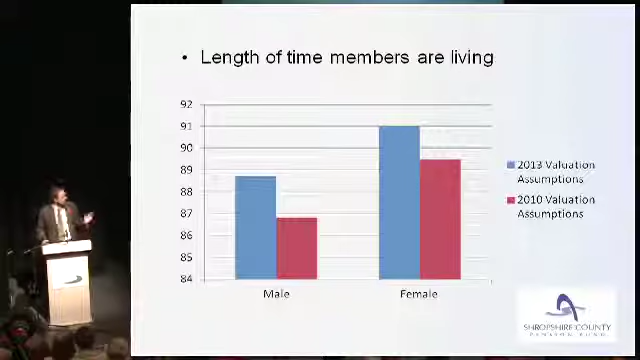 • Length of time members are living
92
91
90
89
88
87
86
85
84
Male
Female
2013 Valuation
Assumptions
2010 Valuation
Assumptions
SHROPSHIRE COUNTY
PENSION FUND